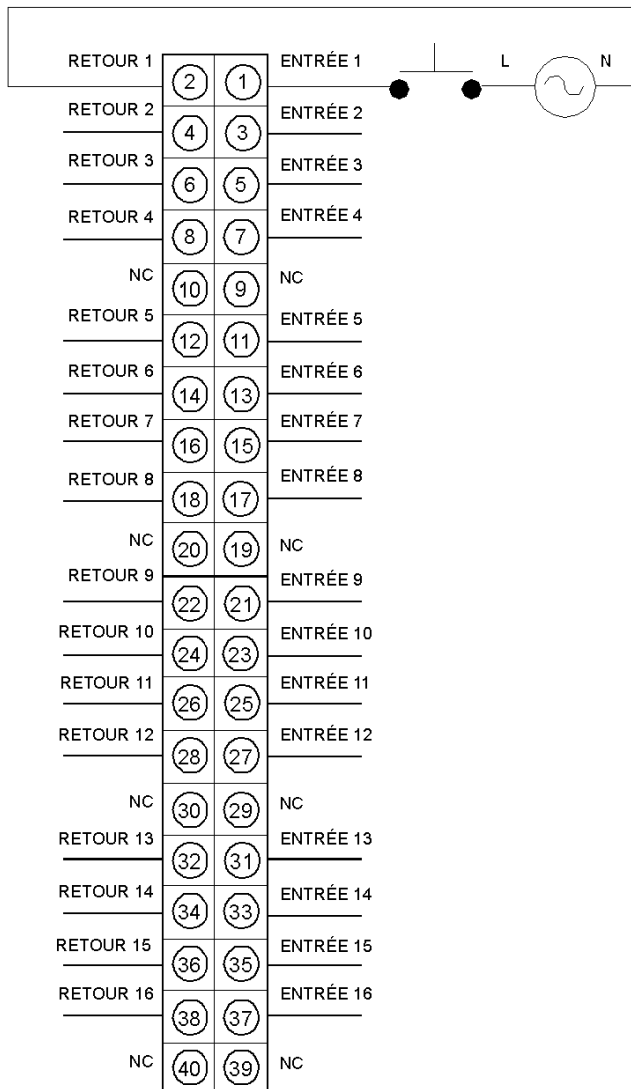 RETOUR 1 2 1 ENTRÉE 1 L N
RETOUR 2 4 3 ENTRÉE 2
RETOUR 3 6 5 ENTRÉE 3
RETOUR 4 8 7 ENTRÉE 4
NC 10 9 NC
RETOUR 5 12 11 ENTRÉE 5
RETOUR 6 14 13 ENTRÉE 6
RETOUR 7 16 15 ENTRÉE 7
RETOUR 8 18 17 ENTRÉE 8
NC 20 19 NC
RETOUR 9 22 21 ENTRÉE 9
RETOUR 10 24 23 ENTRÉE 10
RETOUR 11 26 25 ENTRÉE 11
RETOUR 12 28 27 ENTRÉE 12
NC 30 29 NC
RETOUR 13 32 31 ENTRÉE 13
RETOUR 14 34 33 ENTRÉE 14
RETOUR 15 36 35 ENTRÉE 15
RETOUR 16 38 37 ENTRÉE 16
NC 40 39 NC